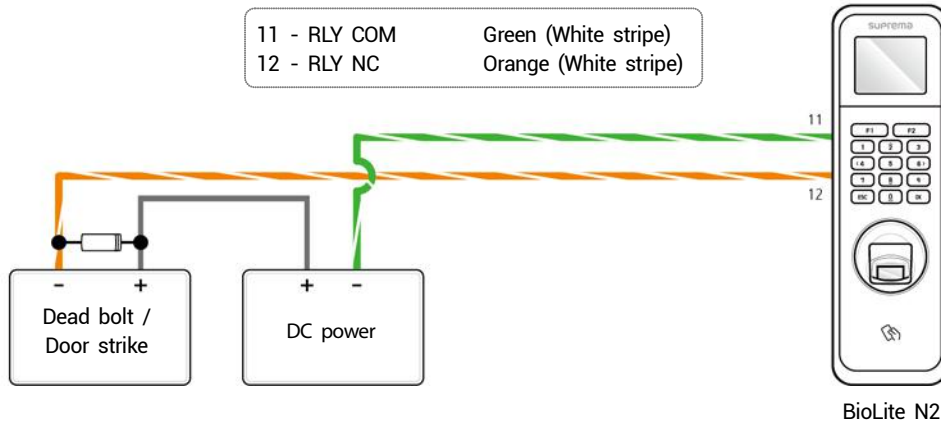 11 - RLY COM Green (White stripe)
12 - RLY NC Orange (White stripe)
suprema
11
F1 F2
1 2 3
4 5 6
12
7 8 9
ESC 0 OK
- +
+ -
Dead bolt /
Door strike
DC power
BioLite N2